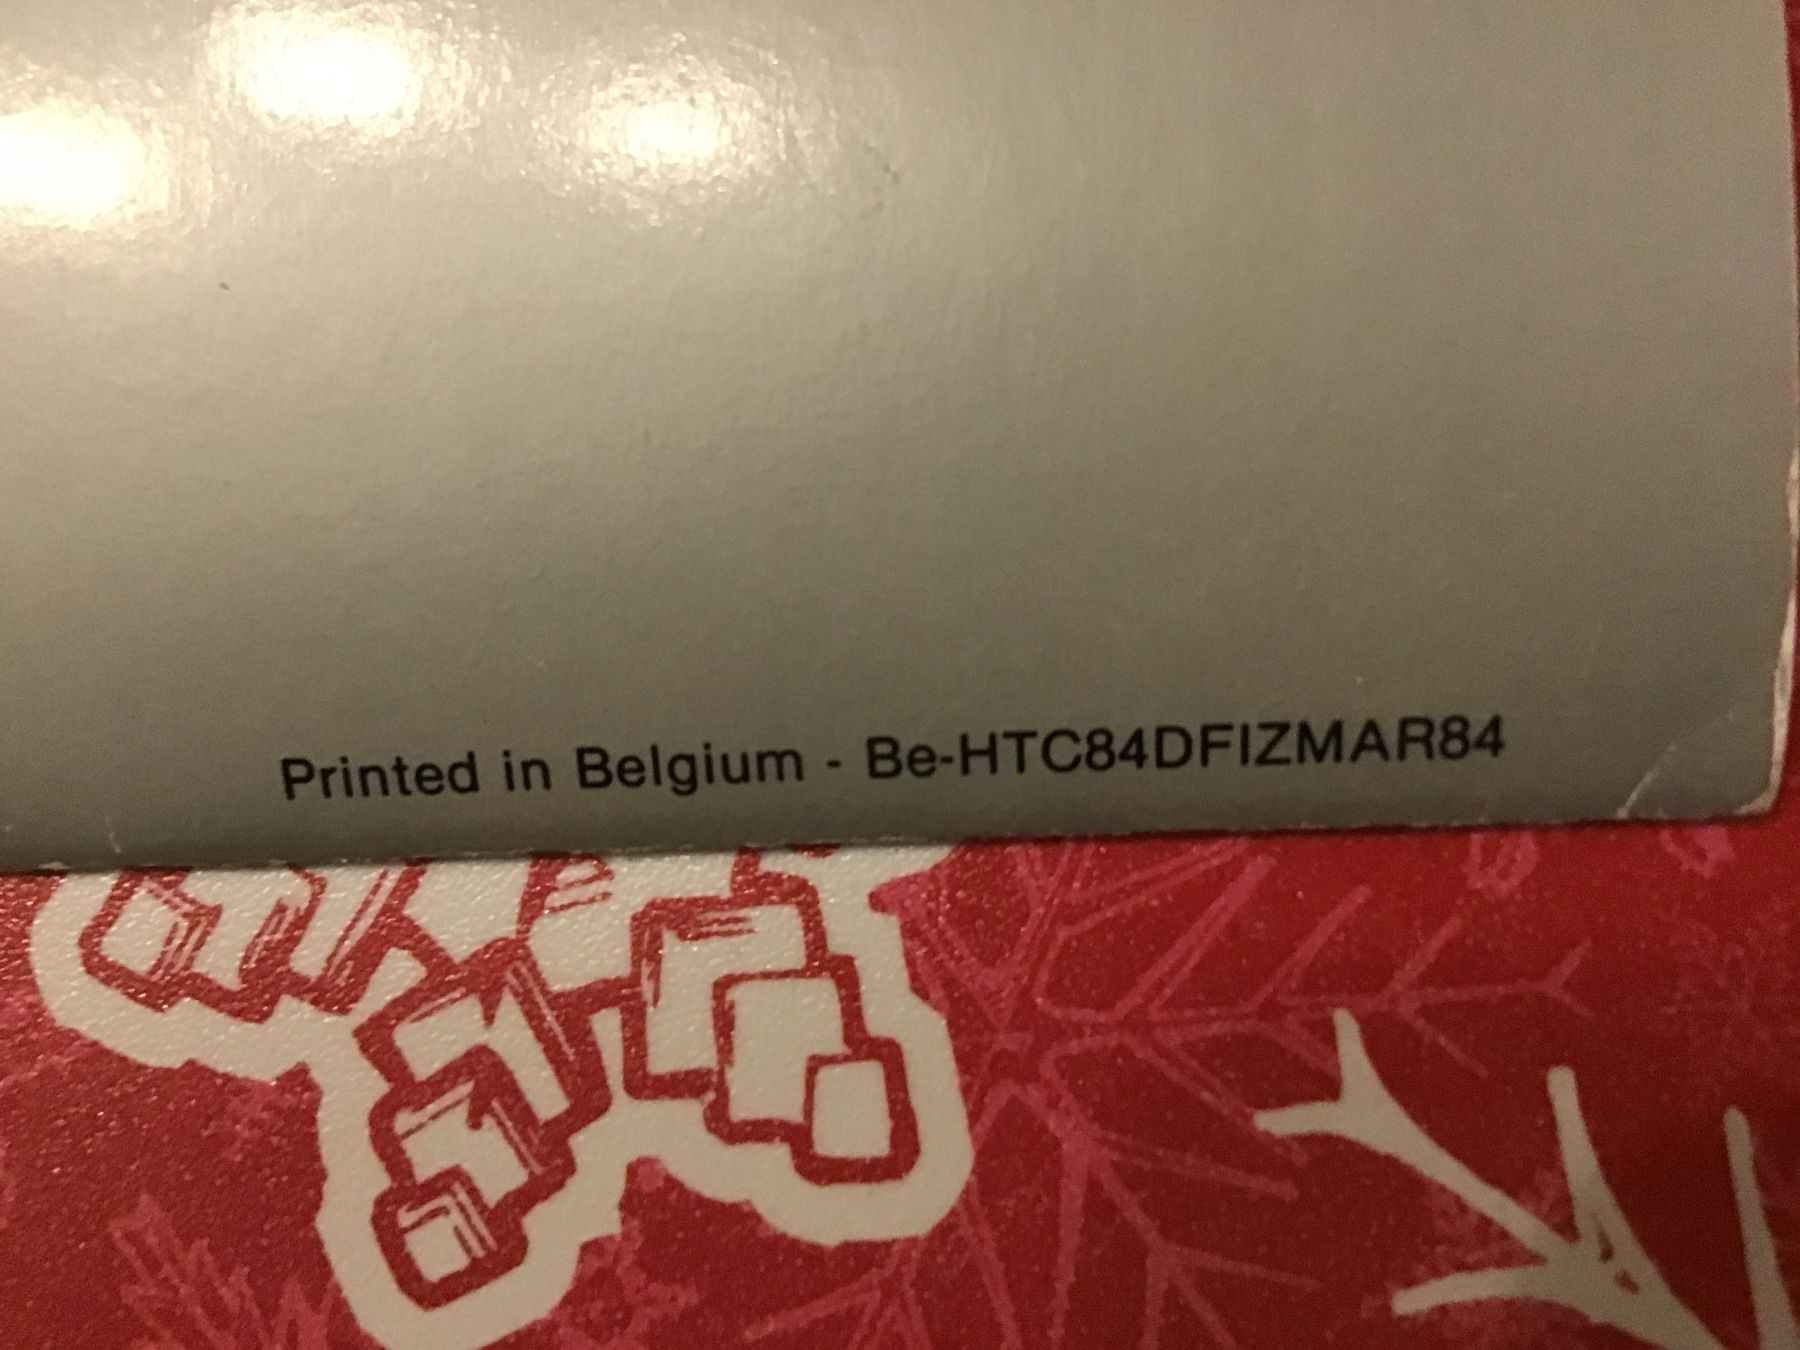 Printed in Belgium - Be-HTC84DFIZMAR84